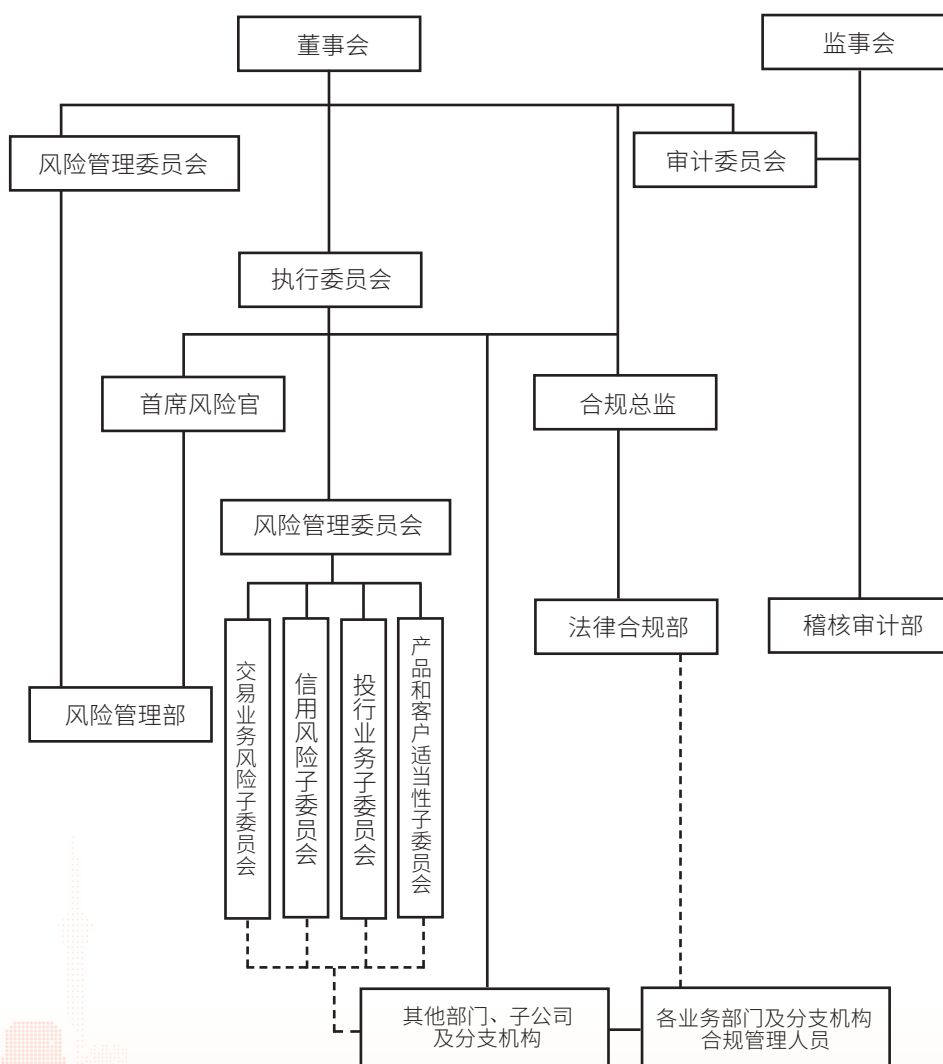 董事会
监事会
风险管理委员会
审计委员会
执行委员会
首席风险官
合规总监
风险管理委员会
交易业务风险子委员会
信用风险子委员会
投行业务子委员会
产品和客户适当性子委员会
法律合规部
稽核审计部
风险管理部
其他部门、子公司
及分支机构
各业务部门及分支机构
合规管理人员